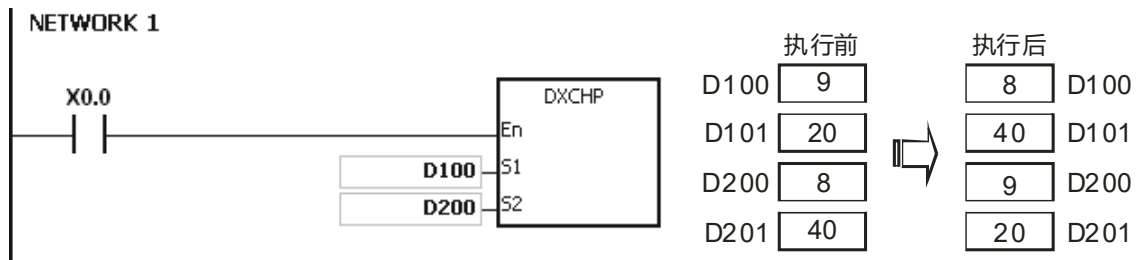 NETWORK 1
X0.0
DXCHP
En
D100 S1
D200 S2
执行前 执行后
D100 9 8 D100
D101 20 40 D101
D200 8 9 D200
D201 40 20 D201